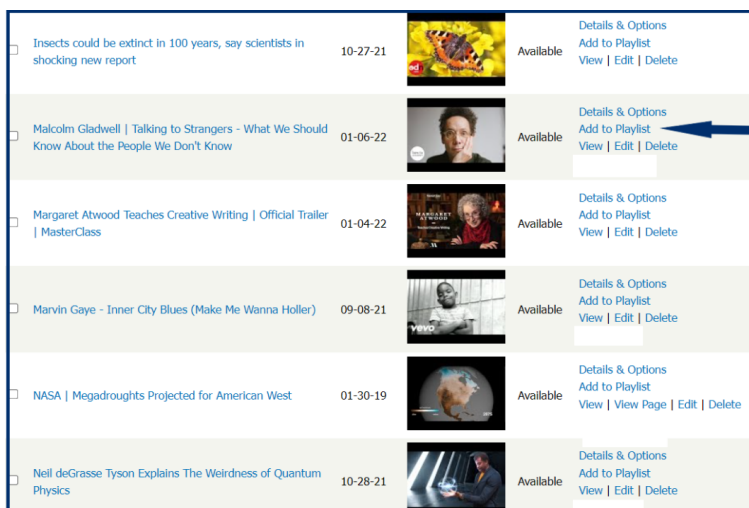 Insects could be extinct in 100 years, say scientists in
shocking new report
10-27-21
Available
Details & Options
Add to Playlist
View | Edit | Delete
Malcolm Gladwell | Talking to Strangers - What We Should
Know About the People We Don't Know
01-06-22
Available
Details & Options
Add to Playlist
View | Edit | Delete
Margaret Atwood Teaches Creative Writing | Official Trailer
| MasterClass
01-04-22
MARGARET
ATWOOD
Available
Details & Options
Add to Playlist
View | Edit | Delete
Marvin Gaye - Inner City Blues (Make Me Wanna Holler)
09-08-21
vevo
Available
Details & Options
Add to Playlist
View | Edit | Delete
NASA | Megadroughts Projected for American West
01-30-19
Available
Details & Options
Add to Playlist
View | View Page | Edit | Delete
Neil deGrasse Tyson Explains The Weirdness of Quantum
Physics
10-28-21
Available
Details & Options
Add to Playlist
View | Edit | Delete